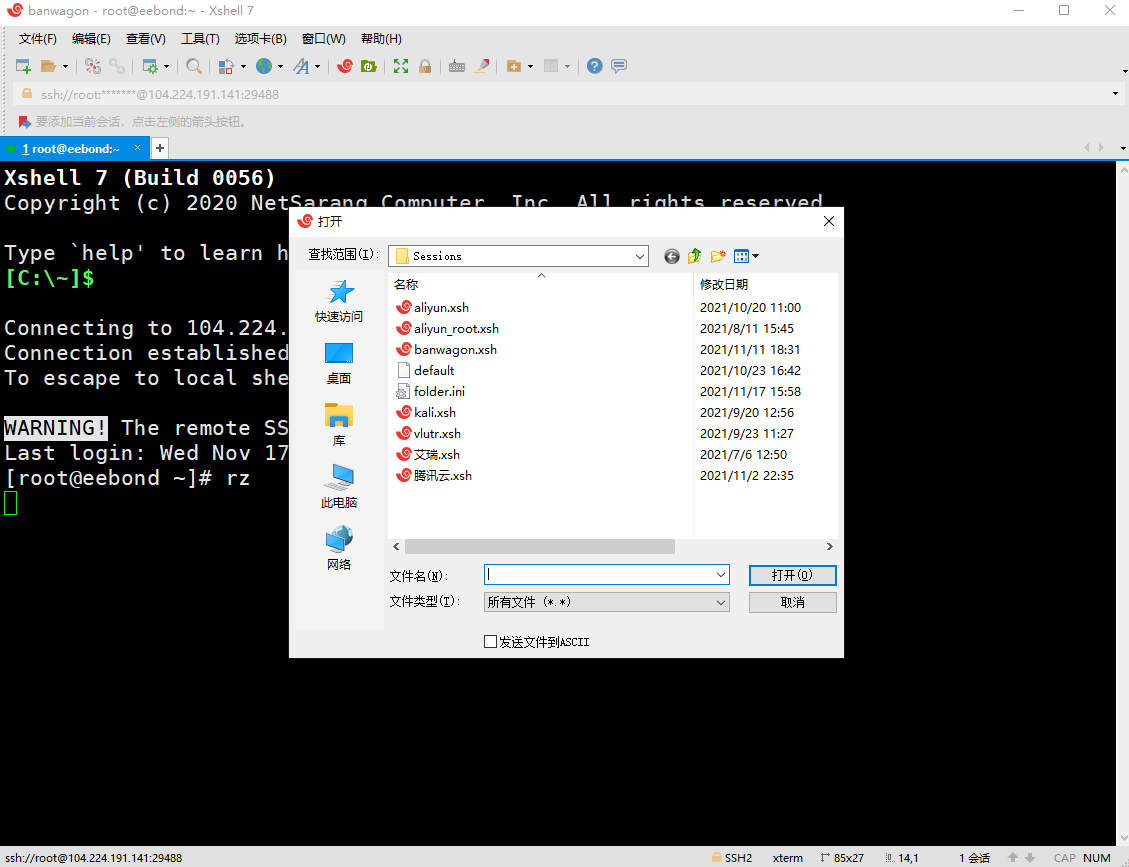 banwagon - root@eebond:~ - Xshell 7
文件(F) 编辑(E) 查看(V) 工具(T) 选项卡(B) 窗口(W) 帮助(H)
ssh://root:*******@104.224.191.141:29488
要添加当前会话，点击左侧的箭头按钮。
1 root@eebond:~ × +
Xshell 7 (Build 0056)
Copyright (c) 2020 NetSarang Computer, Inc. All rights reserved.
Type `help' to learn h
[C:\~]$
Connecting to 104.224.
Connection established
To escape to local she
WARNING! The remote SS
Last login: Wed Nov 17
[root@eebond ~]# rz
打开
查找范围(I): Sessions
名称 修改日期
aliyun.xsh 2021/10/20 11:00
aliyun_root.xsh 2021/8/11 15:45
banwagon.xsh 2021/11/11 18:31
default 2021/10/23 16:42
folder.ini 2021/11/17 15:58
kali.xsh 2021/9/20 12:56
vlutr.xsh 2021/9/23 11:27
艾瑞.xsh 2021/7/6 12:50
腾讯云.xsh 2021/11/2 22:35
快速访问
桌面
库
此电脑
网络
文件名(N): 打开(O)
文件类型(T): 所有文件 (*.*) 取消
发送文件到ASCII
ssh://root@104.224.191.141:29488 SSH2 xterm 85x27 14,1 1 会话 CAP NUM